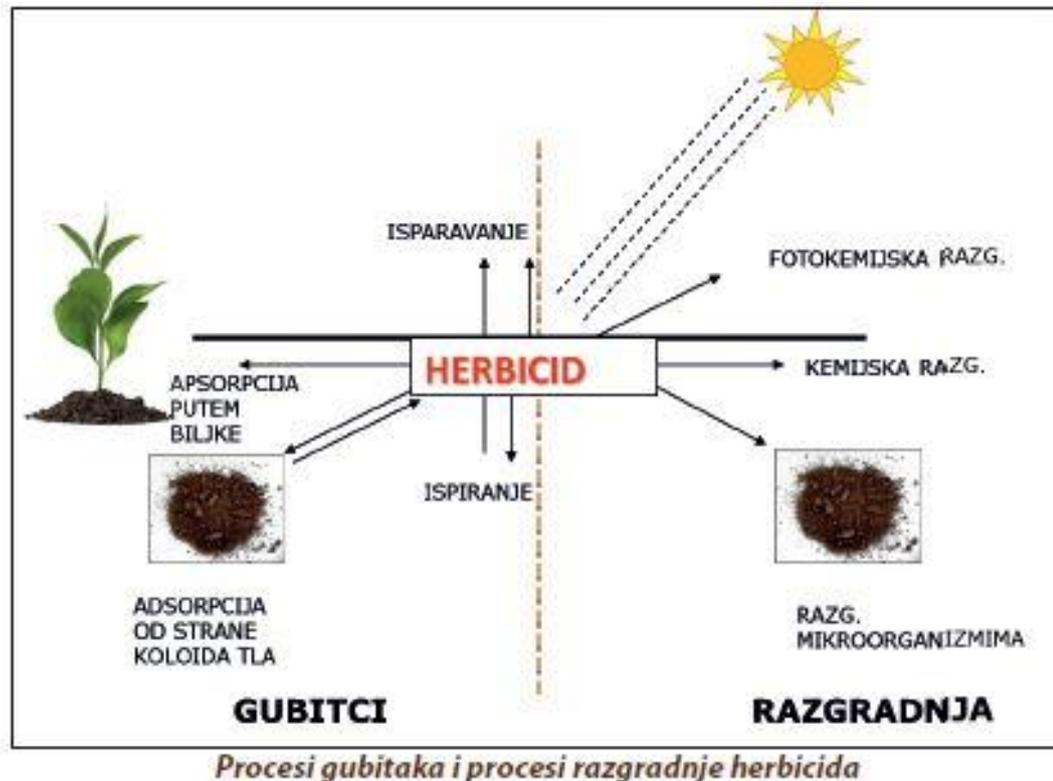 ISPARAVANJE
FOTOKEMIJSKA RAZG.
HERBICID
KEMIJSKA RAZG.
APSORPCIJA
PUTEM
BILJKE
ISPIRANJE
ADSORPCIJA
OD STRANE
KOLOIDA TLA
RAZG.
MIKROORGANIZMIMA
GUBITCI
RAZGRADNJA
Procesi gubitaka i procesi razgradnje herbicida